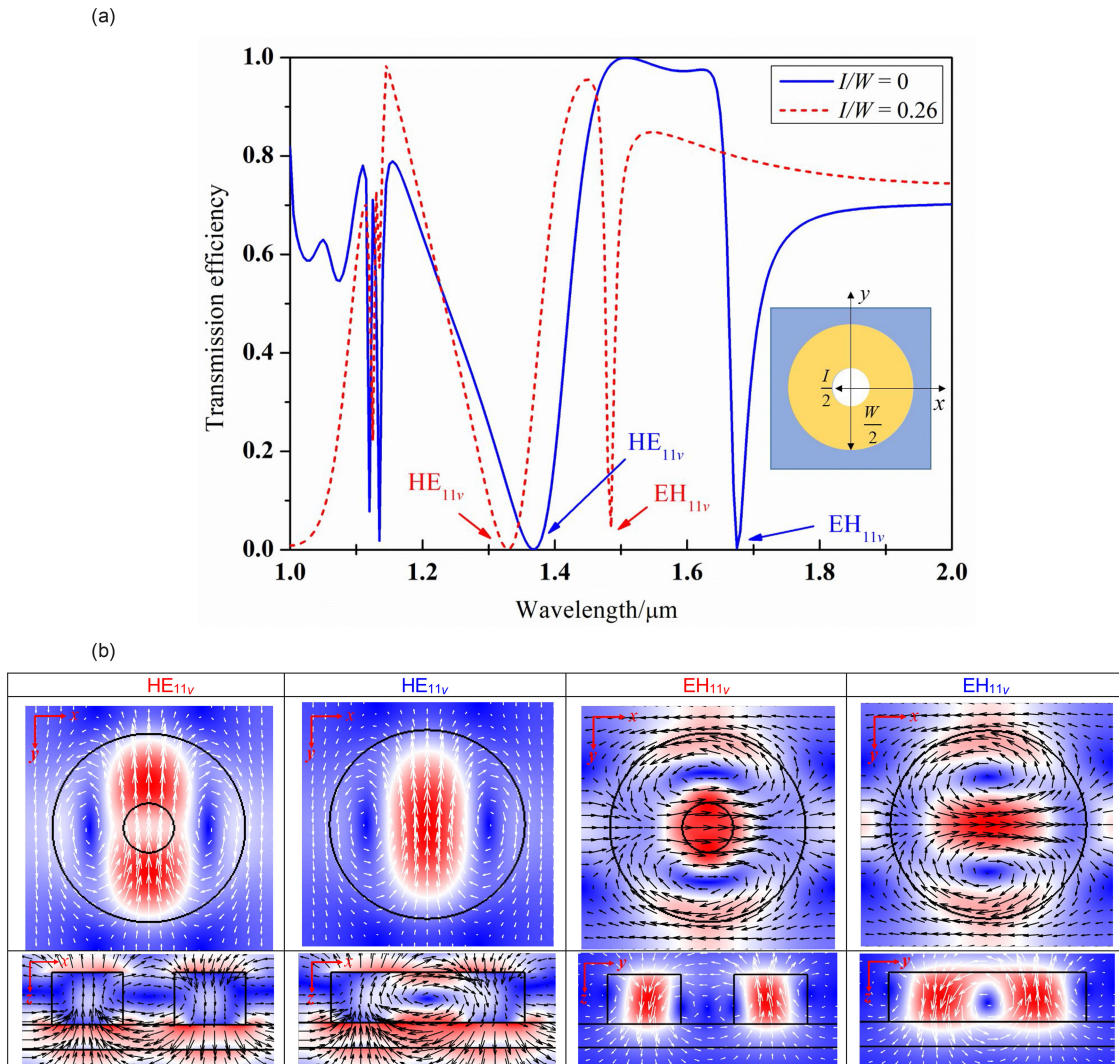 (a)
1.0
0.8
0.6
0.4
0.2
0.0
Transmission efficiency
I/W = 0
I/W = 0.26
y
I
2
W
2
x
HE11v
HE11v
EH11v
EH11v
1.0 1.2 1.4 1.6 1.8 2.0
Wavelength/μm
(b)
HE11v HE11v EH11v EH11v
x x x x
y y y y
x x y y
z z z z